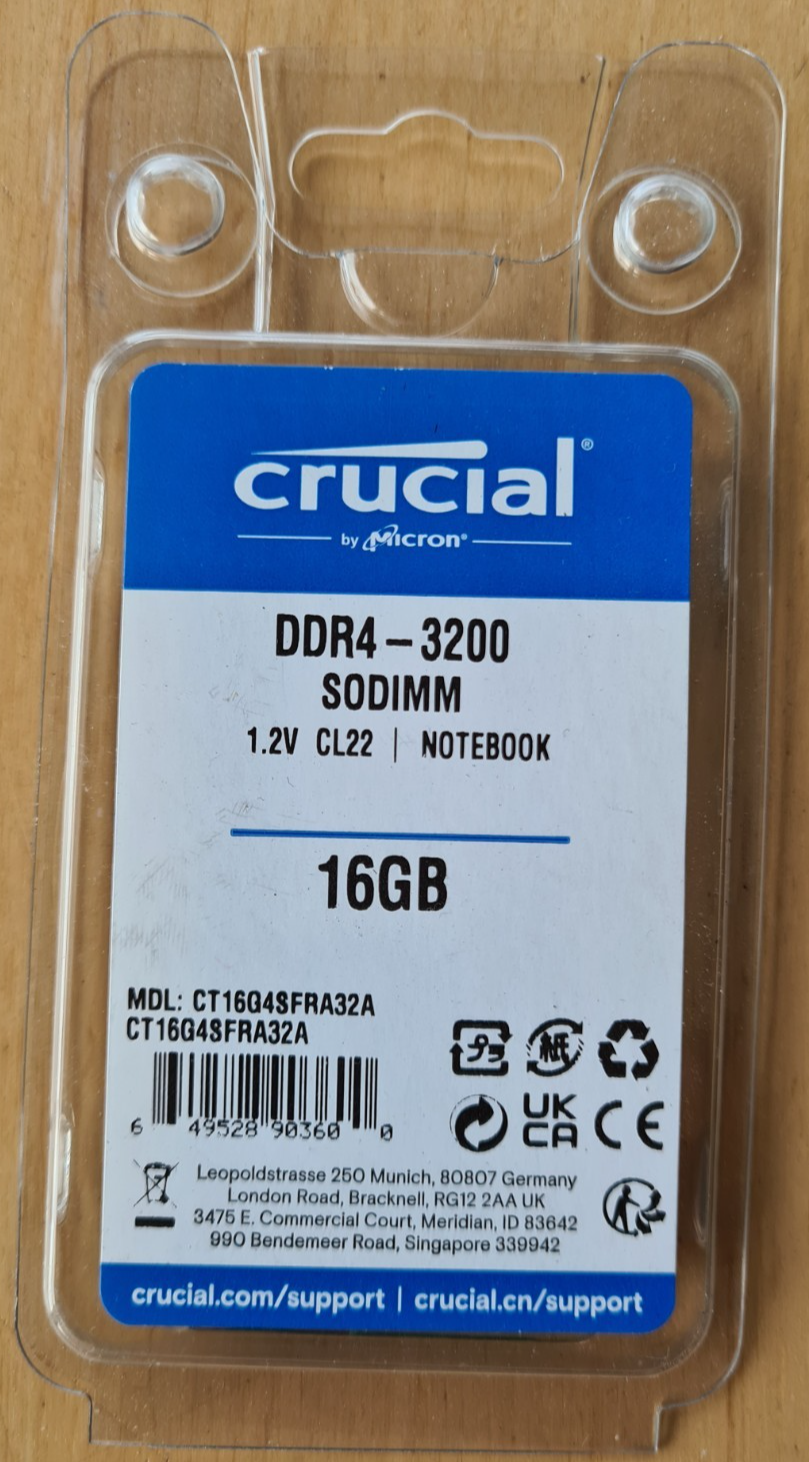 crucial®
by Micron®
DDR4 – 3200
SODIMM
1.2V CL22 | NOTEBOOK
16GB
MDL: CT16G4SFRA32A
CT16G4SFRA32A
6 49528 90360 0
プラ
紙
UK
CA
CE
Leopoldstrasse 250 Munich, 80807 Germany
London Road, Bracknell, RG12 2AA UK
3475 E. Commercial Court, Meridian, ID 83642
990 Bendemeer Road, Singapore 339942
crucial.com/support | crucial.cn/support